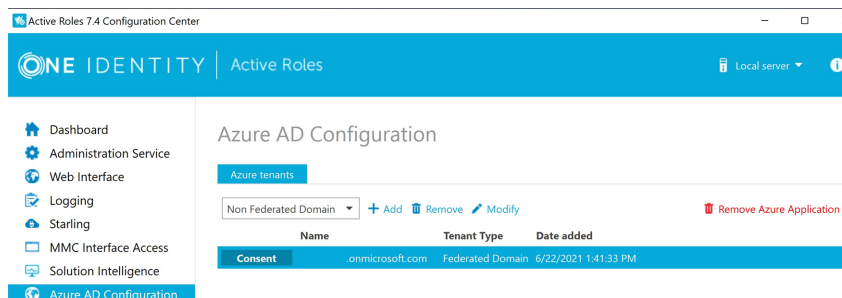 Active Roles 7.4 Configuration Center
ONE IDENTITY Active Roles
Local server
Dashboard
Administration Service
Web Interface
Logging
Starling
MMC Interface Access
Solution Intelligence
Azure AD Configuration
Azure AD Configuration
Azure tenants
Non Federated Domain Add Remove Modify Remove Azure Application
Name Tenant Type Date added
Consent .onmicrosoft.com Federated Domain 6/22/2021 1:41:33 PM